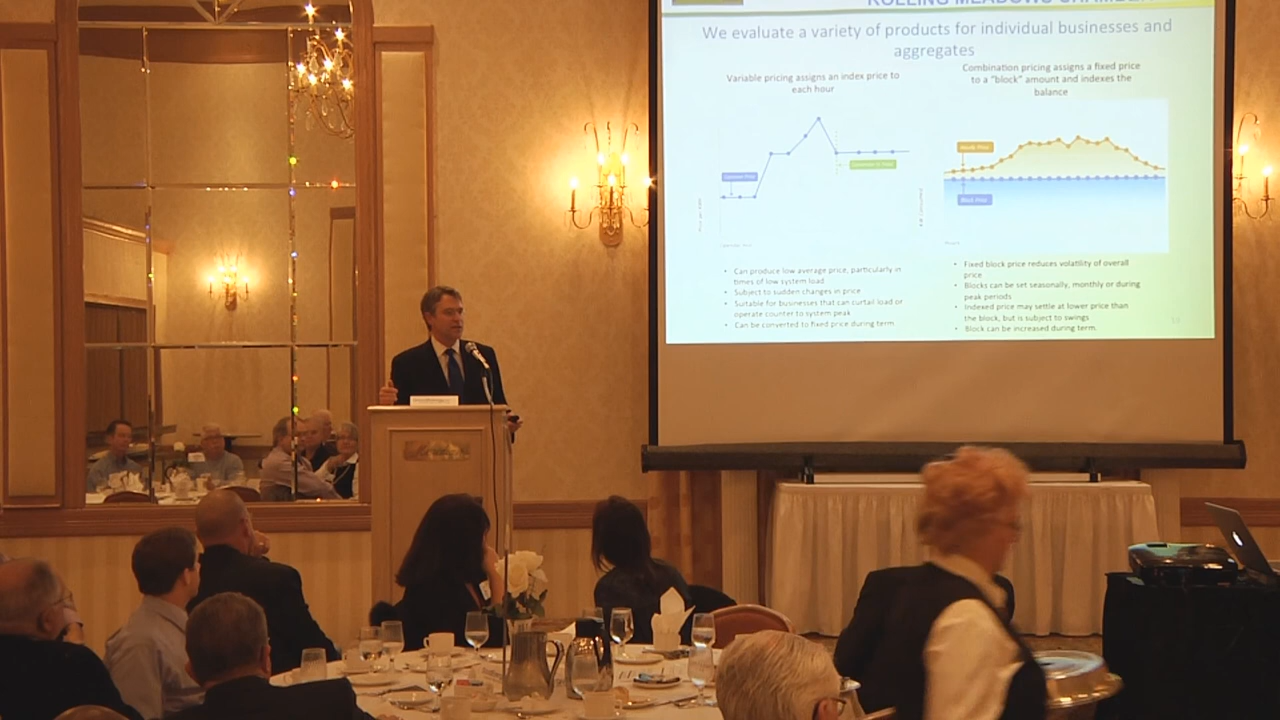 ROLLING MEADOWS CHAMBER
We evaluate a variety of products for individual businesses and
aggregates
Variable pricing assigns an index price to
each hour
Combination pricing assigns a fixed price
to a "block" amount and indexes the
balance
Block Price
• Can produce low average price, particularly in
times of low system load
• Subject to sudden changes in price
• Suitable for businesses that can curtail load or
operate counter to system peak
• Can be converted to fixed price during term
• Fixed block price reduces volatility of overall
price
• Blocks can be set seasonally, monthly or during
peak periods
• Indexed price may settle at lower price than
the block, but is subject to swings
• Block can be increased during term